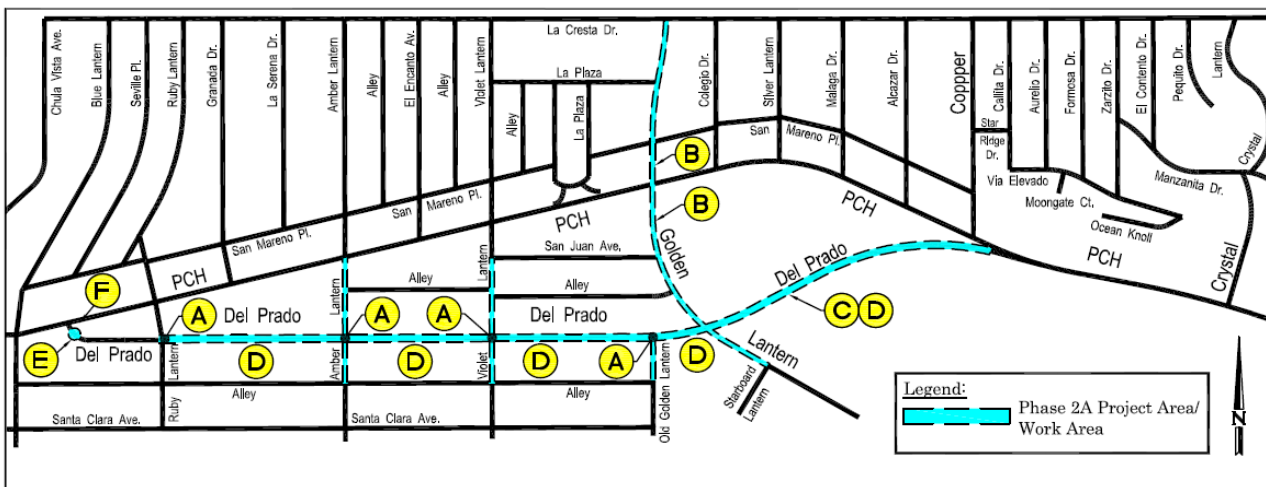 Chula Vista Ave.
Blue Lantern
Seville Pl.
Ruby Lantern
Granada Dr.
La Serena Dr.
Amber Lantern
Alley
El Encanto Av.
Alley
Violet Lantern
La Cresta Dr.
La Plaza
Alley
La Plaza
Colegio Dr.
Silver Lantern
Malaga Dr.
Alcazar Dr.
Coppper
Callita Dr.
Aurelio Dr.
Formosa Dr.
Zarzito Dr.
El Contento Dr.
Pequito Dr.
Lantern
Crystal
Star
Ridge
Dr.
Via Elevado
Moongate Ct.
Manzanita Dr.
Ocean Knoll
PCH
Crystal
San Mareno Pl.
San Mareno Pl.
San Mareno Pl.
B
B
PCH
PCH
PCH
San Juan Ave.
Golden
Lantern
Lantern
Alley
Alley
Del Prado
F
A
Del Prado
A
A
Del Prado
C D
E
Del Prado
D
D
D
A
D
Lantern
Lantern
Ruby
Amber
Violet
Lantern
Old Golden
Alley
Alley
Santa Clara Ave.
Santa Clara Ave.
Starboard
Lantern
Legend:
Phase 2A Project Area/
Work Area
N